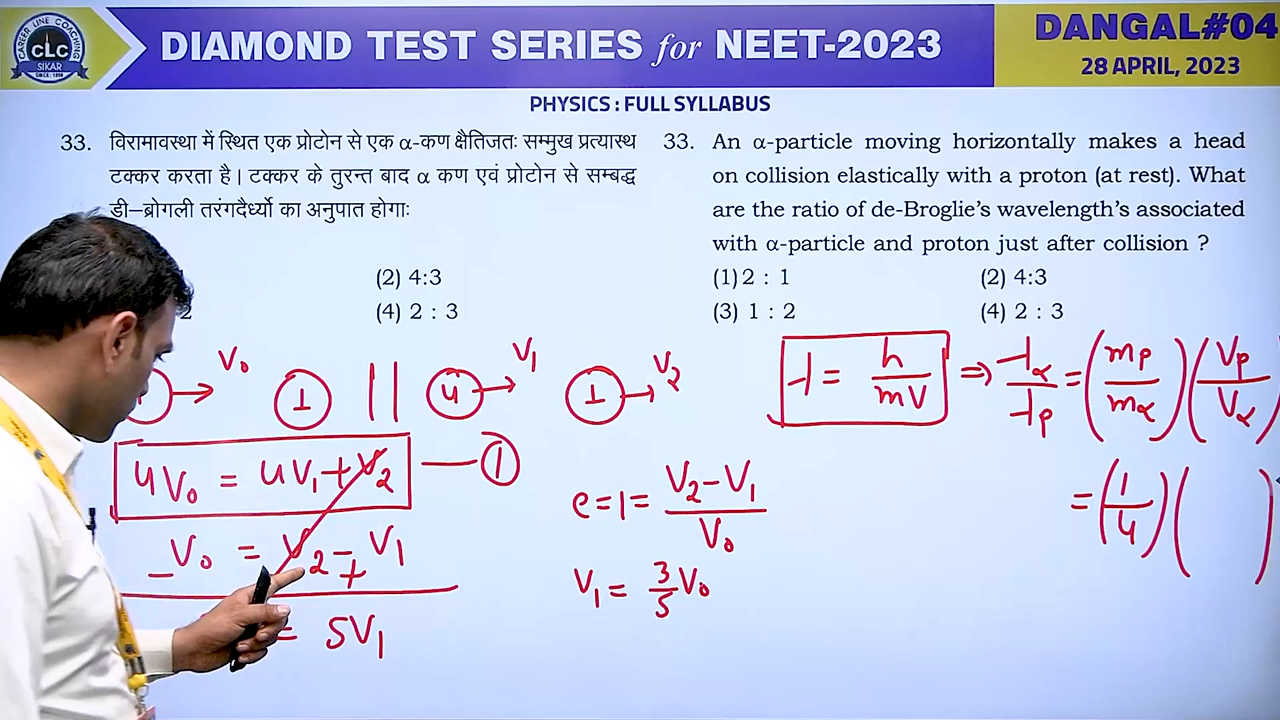 CAREER LINE COACHING
CLC
SIKAR
SINCE : 1996
DIAMOND TEST SERIES for NEET-2023
DANGAL#04
28 APRIL, 2023
PHYSICS : FULL SYLLABUS
33. विरामावस्था में स्थित एक प्रोटोन से एक α-कण क्षैतिजतः सम्मुख प्रत्यास्थ
टक्कर करता है। टक्कर के तुरन्त बाद α कण एवं प्रोटोन से सम्बद्ध
डी–ब्रोगली तरंगदैर्ध्यो का अनुपात होगाः
(2) 4:3
2
(4) 2 : 3
33. An α-particle moving horizontally makes a head
on collision elastically with a proton (at rest). What
are the ratio of de-Broglie's wavelength's associated
with α-particle and proton just after collision ?
(1) 2 : 1
(2) 4:3
(3) 1 : 2
(4) 2 : 3
V₀ 1 || 4 V₁ 1 V₂
4V₀ = 4V₁ + V₂ — ①
V₀ = V₂ - V₁
= 5V₁
e = 1 = (V₂ - V₁)/V₀
V₁ = 3/5 V₀
λ = h/mV ⇒ λα/λp = (mp/mα)(Vp/Vα)
= (1/4)( )